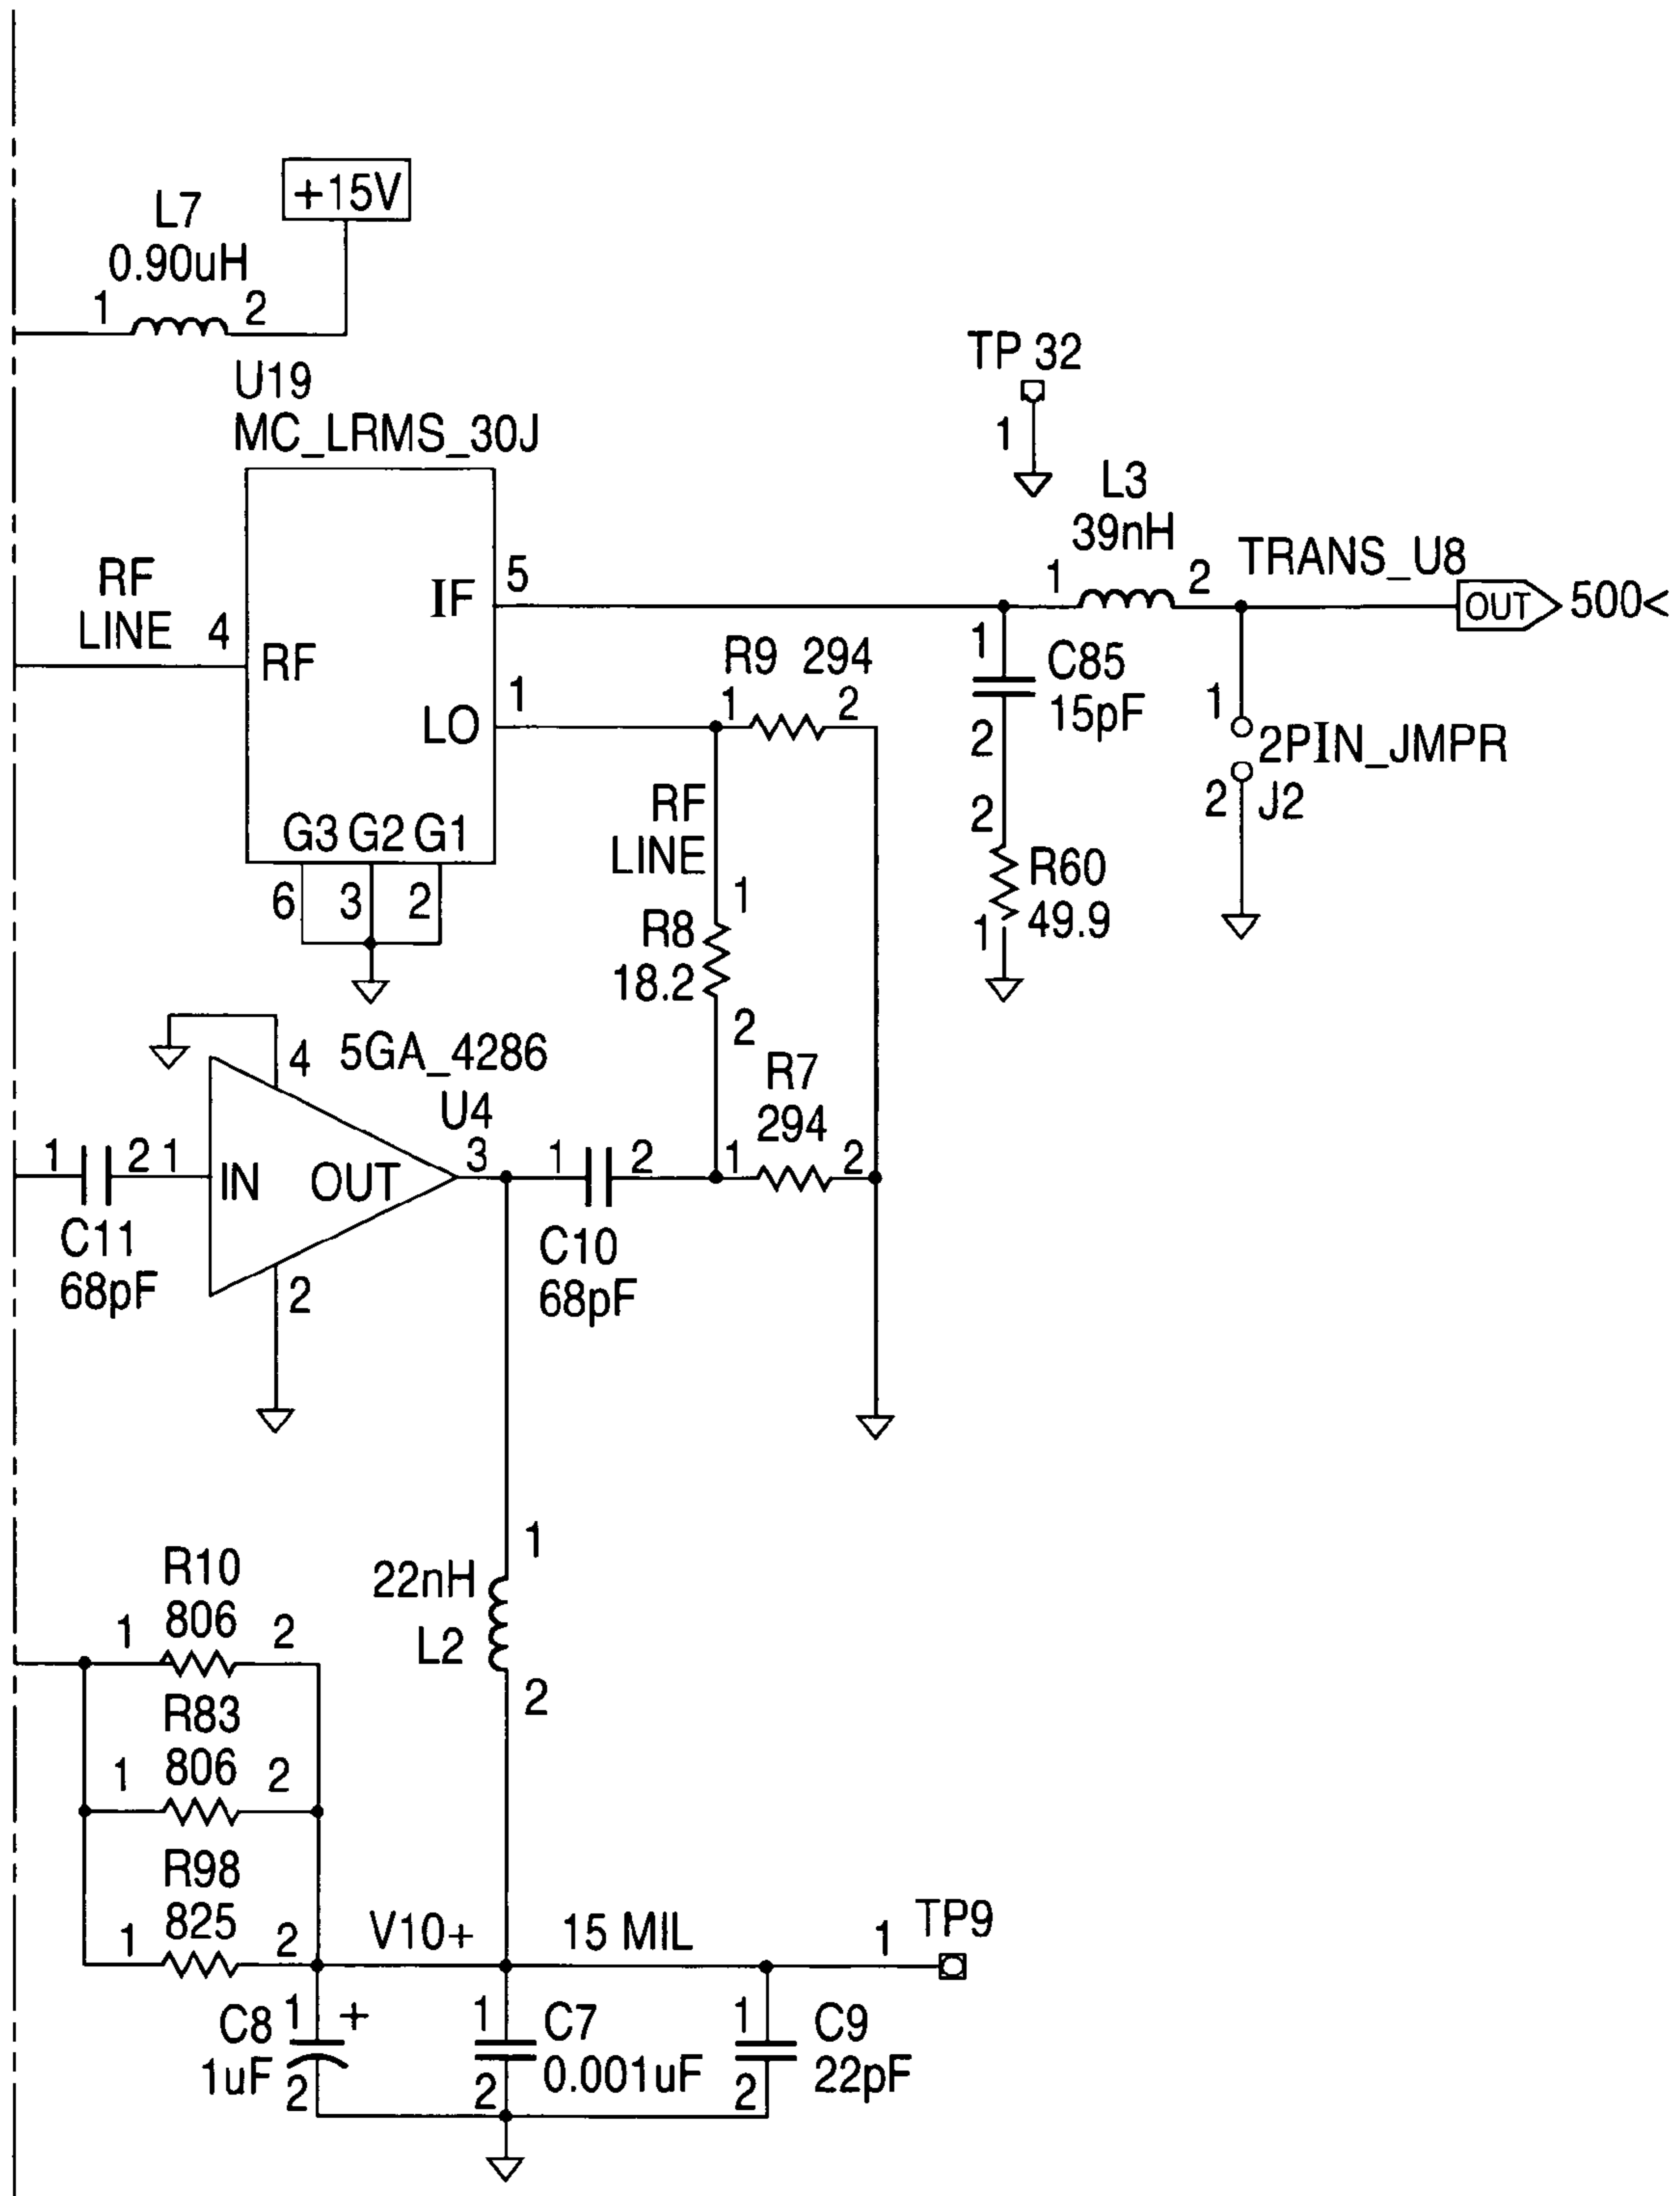 +15V
L7
0.90uH
1 2
U19
MC_LRMS_30J
TP 32
1
L3
39nH
1 2
TRANS_U8
OUT 500<
RF
LINE 4
RF
IF 5
LO 1
G3 G2 G1
6 3 2
R9 294
1 2
1
C85
15pF
2
1
2PIN_JMPR
2 J2
RF
LINE
1
R8
18.2
2
2
R60
49.9
1
4 5GA_4286
U4
3
IN OUT
1 2 1
C11
68pF
2
1 2
C10
68pF
R7
294
1 2
1
22nH
L2
2
R10
1 806 2
R83
1 806 2
R98
825
1 2
V10+ 15 MIL
1 TP9
C8 1 +
1uF 2
1 C7
0.001uF
2
1 C9
22pF
2